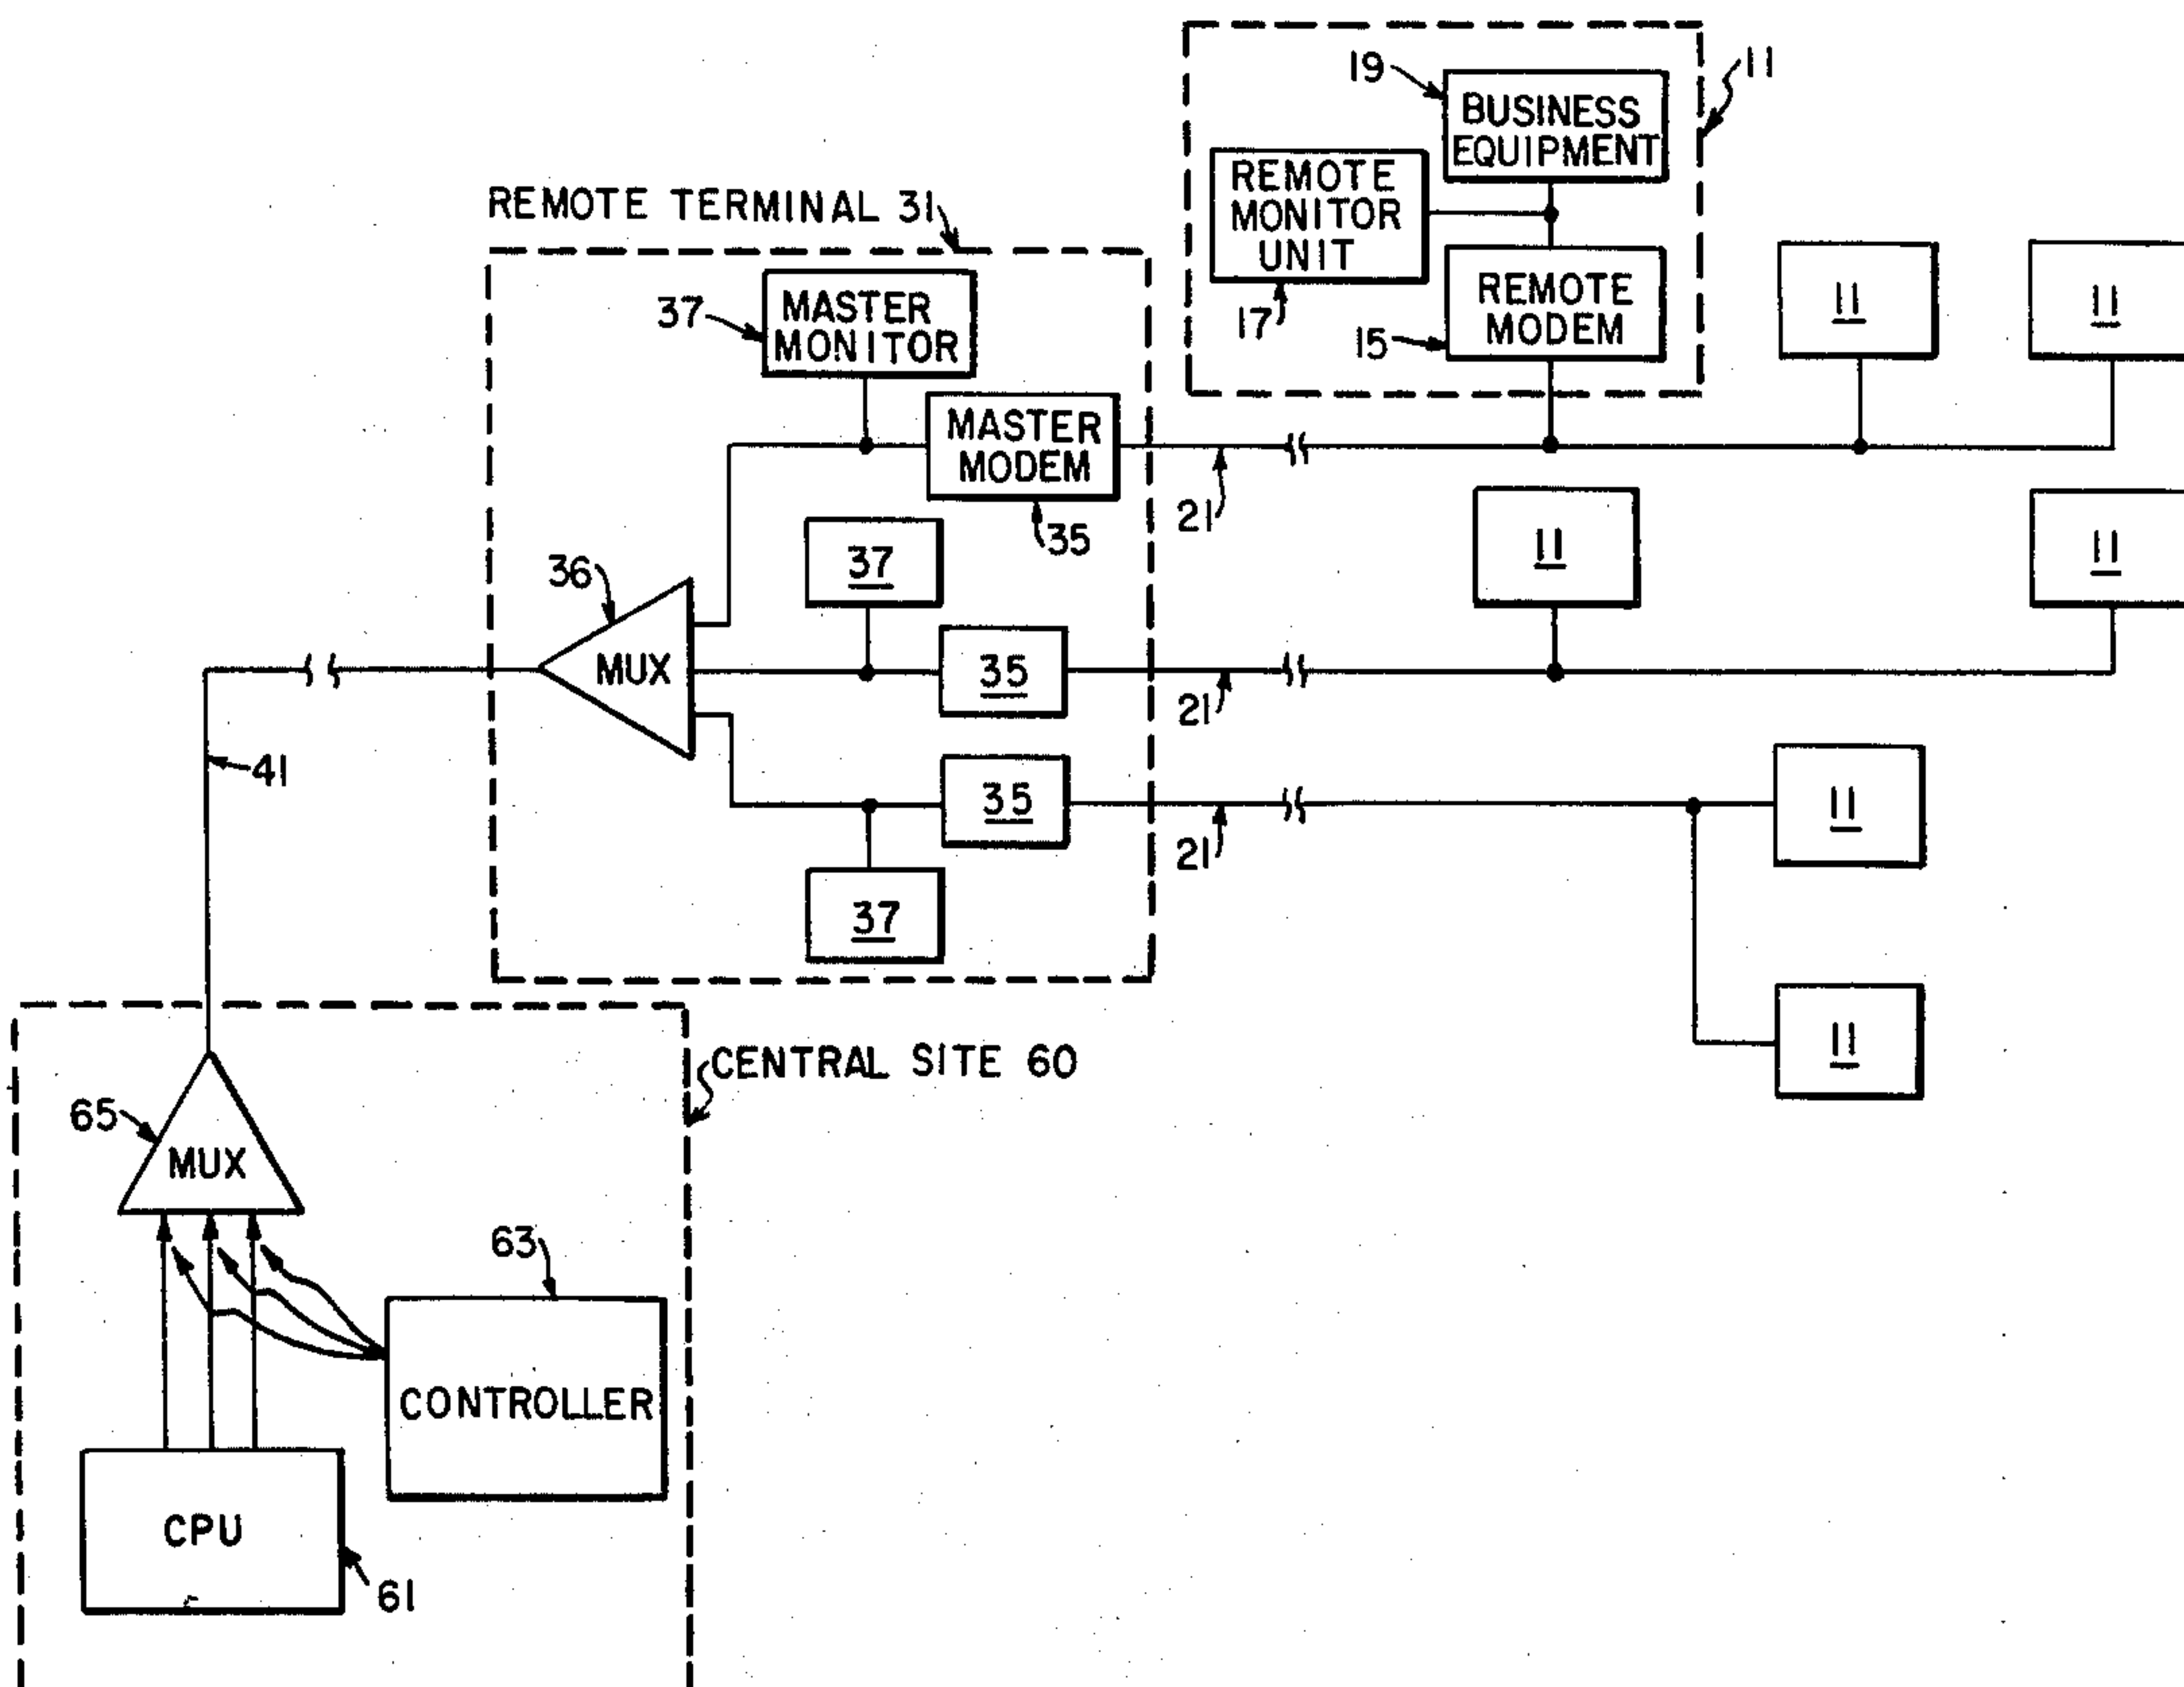 19
BUSINESS
EQUIPMENT
11
REMOTE
MONITOR
UNIT
17
REMOTE
MODEM
15
11
11
REMOTE TERMINAL 31
37
MASTER
MONITOR
MASTER
MODEM
35
21
36
MUX
37
35
21
11
11
35
21
37
11
11
41
CENTRAL SITE 60
65
MUX
63
CONTROLLER
CPU
61